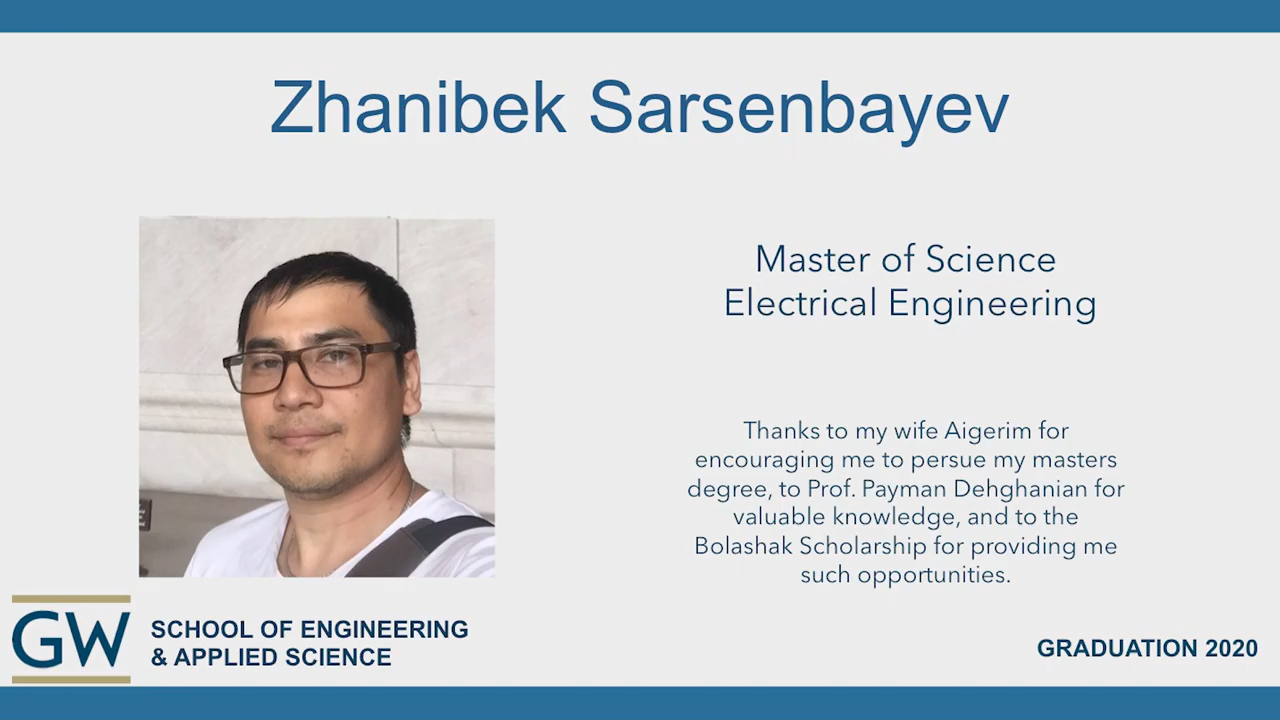 Zhanibek Sarsenbayev
Master of Science
Electrical Engineering
Thanks to my wife Aigerim for
encouraging me to persue my masters
degree, to Prof. Payman Dehghanian for
valuable knowledge, and to the
Bolashak Scholarship for providing me
such opportunities.
GW
SCHOOL OF ENGINEERING
& APPLIED SCIENCE
GRADUATION 2020